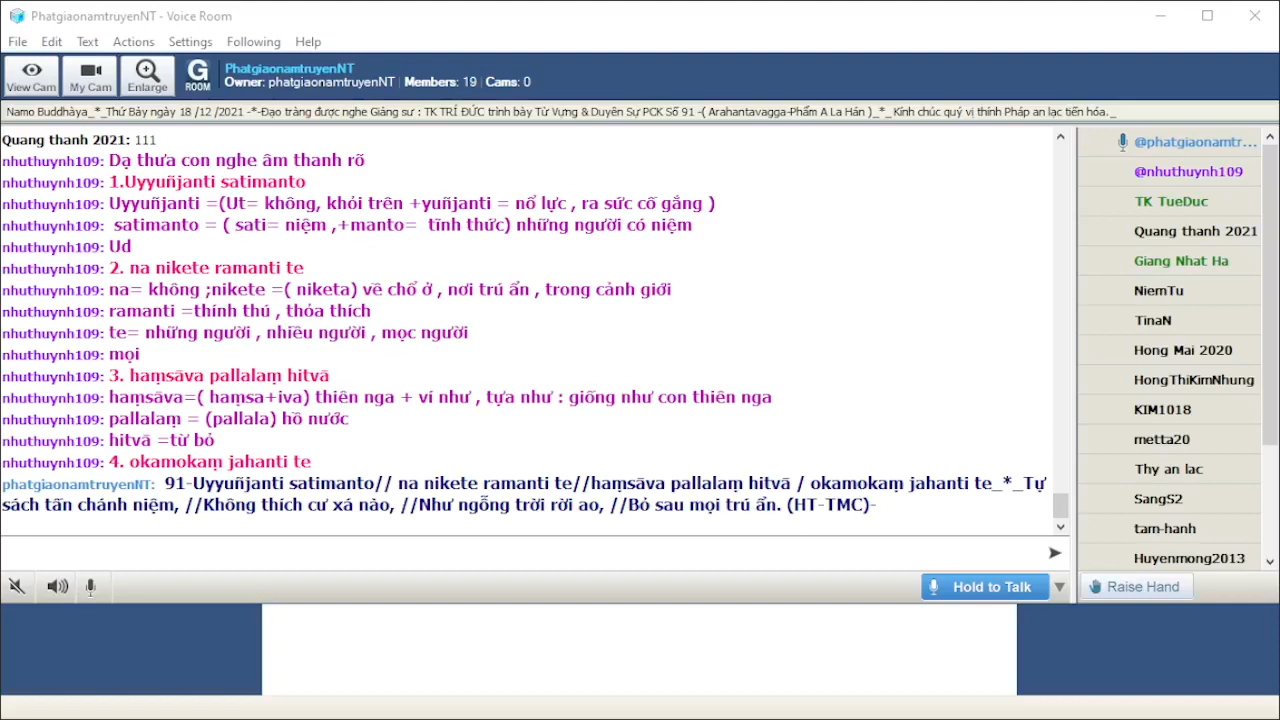 PhatgiaonamtruyenNT - Voice Room
File Edit Text Actions Settings Following Help
View Cam My Cam Enlarge G ROOM
PhatgiaonamtruyenNT
Owner: phatgiaonamtruyenNT Members: 19 Cams: 0
Namo Buddhàya_*_Thứ Bảy ngày 18 /12 /2021 -*-Đạo tràng được nghe Giảng sư : TK TRÍ ĐỨC trình bày Từ Vựng & Duyên Sự PCK Số 91 -( Arahantavagga-Phẩm A La Hán )_*_Kính chúc quý vị thính Pháp an lạc tiến hóa._
Quang thanh 2021: 111
nhuthuynh109: Dạ thưa con nghe âm thanh rõ
nhuthuynh109: 1.Uyyuñjanti satimanto
nhuthuynh109: Uyyuñjanti =(Ut= không, khỏi trên +yuñjanti = nổ lực , ra sức cố gắng )
nhuthuynh109: satimanto = ( sati= niệm ,+manto= tĩnh thức) những người có niệm
nhuthuynh109: Ud
nhuthuynh109: 2. na nikete ramanti te
nhuthuynh109: na= không ;nikete =( niketa) về chổ ở , nơi trú ẩn , trong cảnh giới
nhuthuynh109: ramanti =thính thú , thỏa thích
nhuthuynh109: te= những người , nhiều người , mọc người
nhuthuynh109: mọi
nhuthuynh109: 3. haṃsāva pallalaṃ hitvā
nhuthuynh109: haṃsāva=( haṃsa+iva) thiên nga + ví như , tựa như : giống như con thiên nga
nhuthuynh109: pallalaṃ = (pallala) hồ nước
nhuthuynh109: hitvā =từ bỏ
nhuthuynh109: 4. okamokaṃ jahanti te
phatgiaonamtruyenNT: 91-Uyyuñjanti satimanto// na nikete ramanti te//haṃsāva pallalaṃ hitvā / okamokaṃ jahanti te_*_Tự
sách tấn chánh niệm, //Không thích cư xá nào, //Như ngỗng trời rời ao, //Bỏ sau mọi trú ẩn. (HT-TMC)-
@phatgiaonamtr...
@nhuthuynh109
TK TueDuc
Quang thanh 2021
Giang Nhat Ha
NiemTu
TinaN
Hong Mai 2020
HongThiKimNhung
KIM1018
metta20
Thy an lac
SangS2
tam-hanh
Huyenmong2013
Hold to Talk
Raise Hand